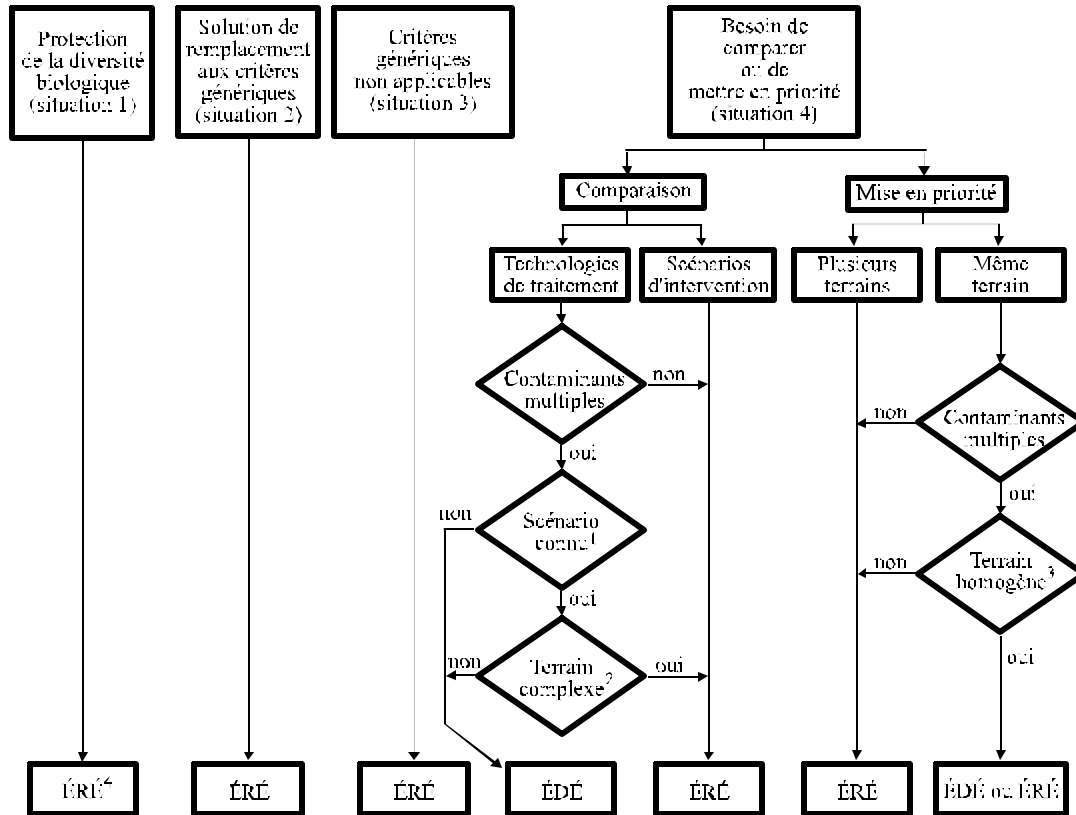 Protection
de la diversité
biologique
(situation 1)
Solution de
remplacement
aux critères
génériques
(situation 2)
Critères
génériques
non applicables
(situation 3)
Besoin de
comparer
ou de
mettre en priorité
(situation 4)
Comparaison
Mise en priorité
Technologies
de traitement
Scénarios
d'intervention
Plusieurs
terrains
Même
terrain
Contaminants
multiples
non
oui
Contaminants
multiples
non
oui
Scénario
connu1
non
oui
Terrain
homogène3
non
oui
Terrain
complexe2
non
oui
ÉRÉ4
ÉRÉ
ÉRÉ
ÉDÉ
ÉRÉ
ÉRÉ
ÉDÉ ou ÉRÉ